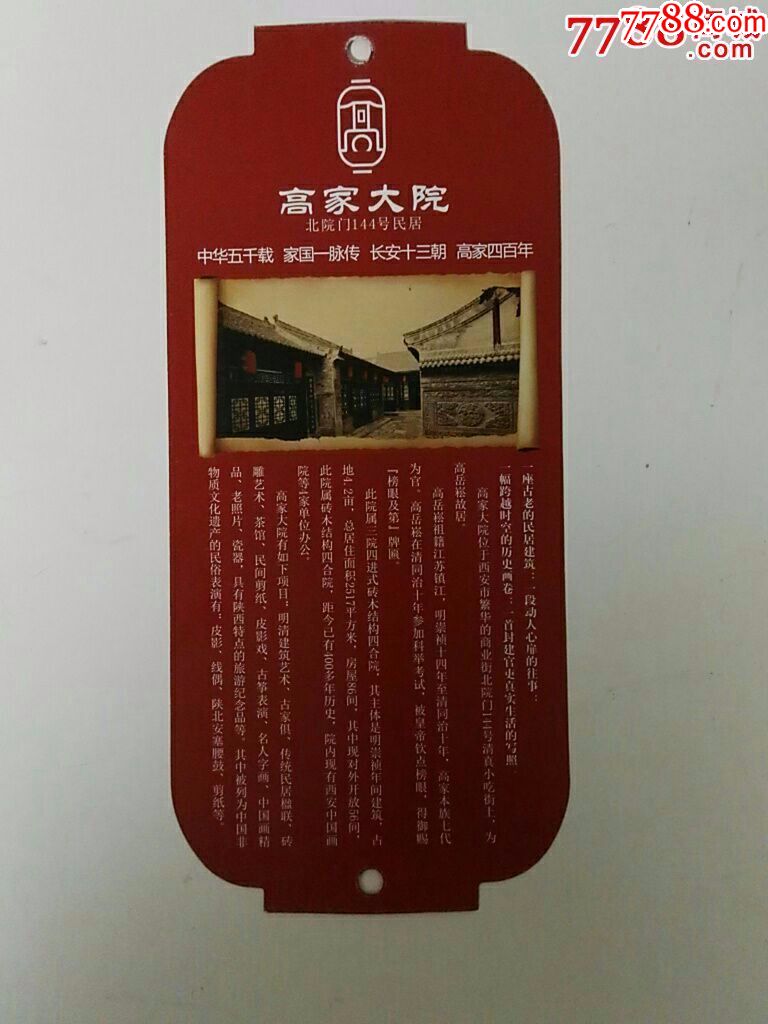 7788.com
高家大院
北院门144号民居
中华五千载 家国一脉传 长安十三朝 高家四百年
一座古老的民居建筑：一段动人心扉的往事：
一幅跨越时空的历史画卷：一首封建官吏真实生活的写照
高家大院位于西安市繁华的商业街北院门144号清真小吃街上，为
高岳崧故居。
高岳崧祖籍江苏镇江，明崇祯十四年至清同治十年，高家本族七代
为官。高岳崧在清同治十年参加科举考试，被皇帝钦点榜眼，得御赐
『榜眼及第』牌匾。
此院属三院四进式砖木结构四合院，其主体是明崇祯年间建筑，占
地4.2亩，总居住面积2517平方米，房屋86间，其中现对外开放56间，
此院属砖木结构四合院，距今已有400多年历史，院内现有西安中国画
院等4家单位办公。
高家大院有如下项目：明清建筑艺术、古家俱、传统民居楹联、砖
雕艺术、茶馆、民间剪纸、皮影戏、古筝表演、名人字画、中国画精
品、老照片、瓷器，具有陕西特点的旅游纪念品等。其中被列为中国非
物质文化遗产的民俗表演有：皮影、线偶、陕北安塞腰鼓、剪纸等。